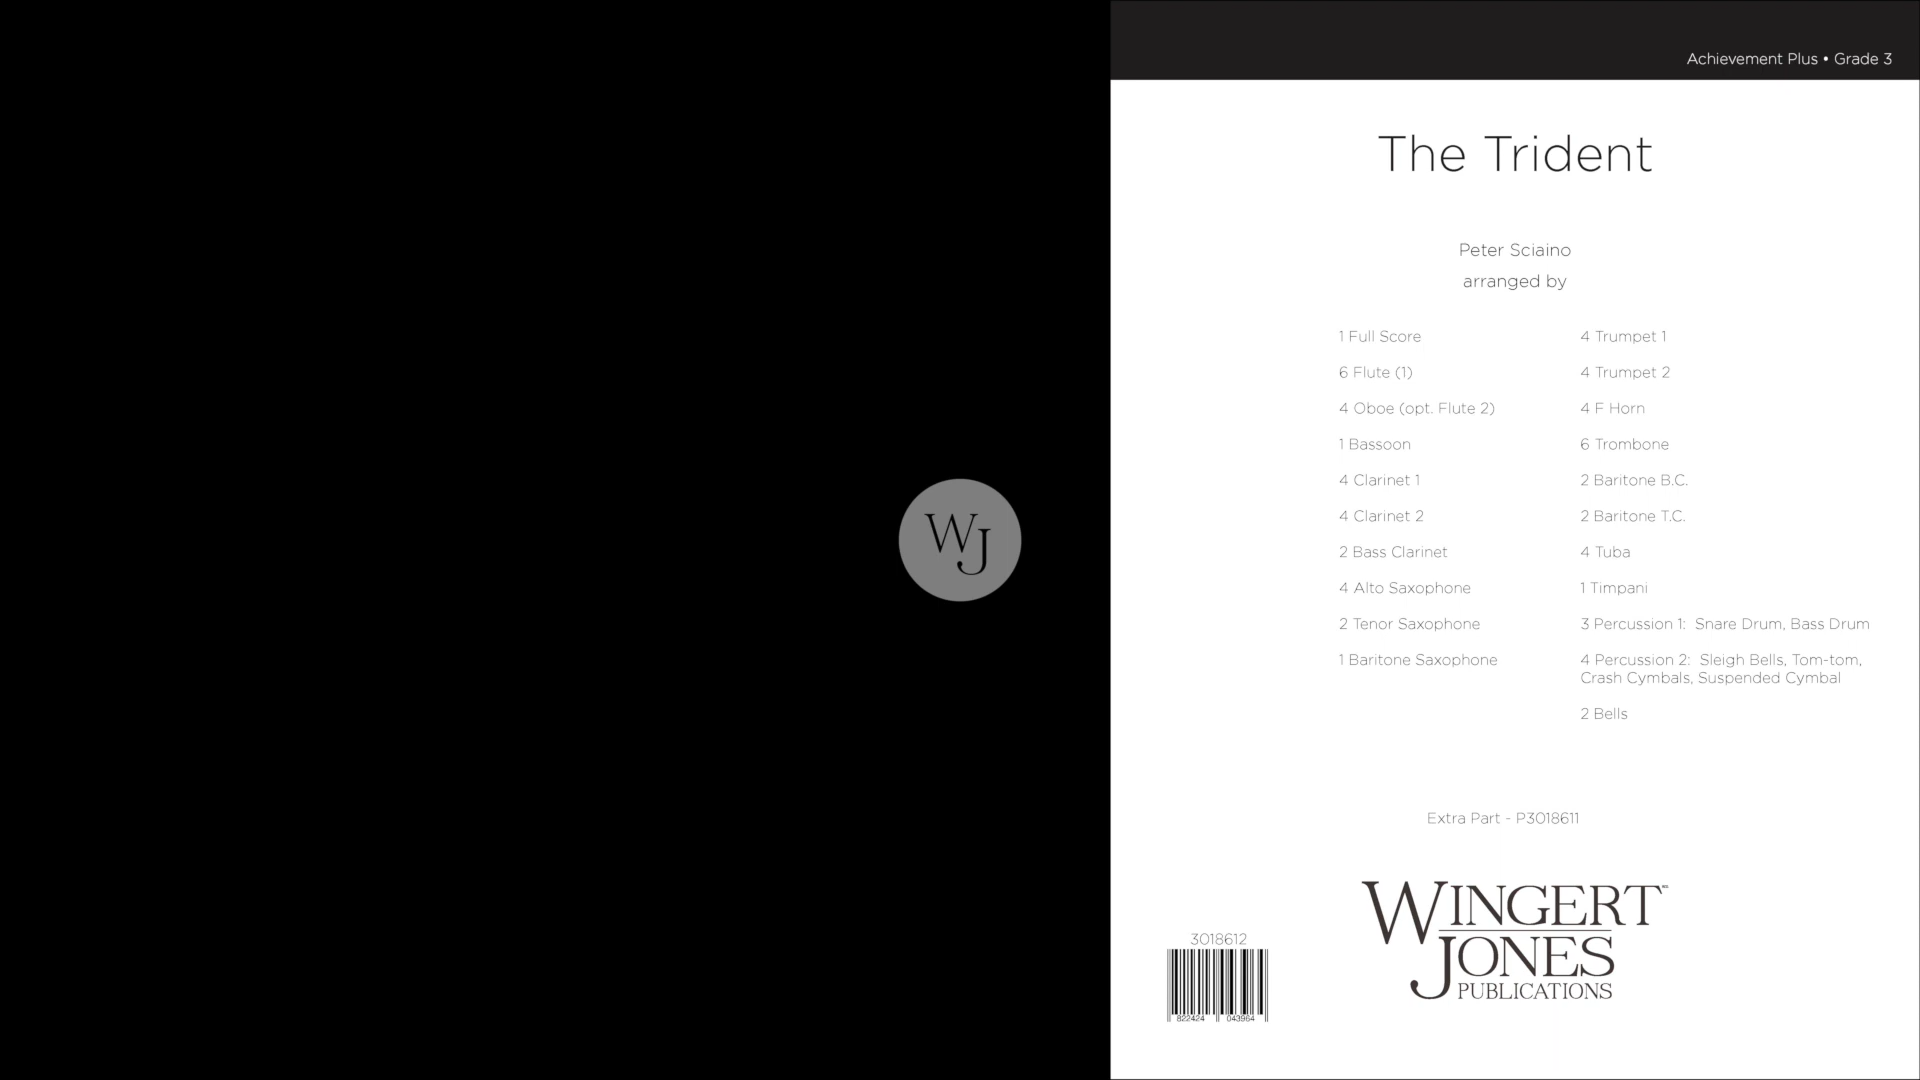 Achievement Plus • Grade 3
The Trident
Peter Sciaino
arranged by
1 Full Score
6 Flute (1)
4 Oboe (opt. Flute 2)
1 Bassoon
4 Clarinet 1
4 Clarinet 2
2 Bass Clarinet
4 Alto Saxophone
2 Tenor Saxophone
1 Baritone Saxophone
4 Trumpet 1
4 Trumpet 2
4 F Horn
6 Trombone
2 Baritone B.C.
2 Baritone T.C.
4 Tuba
1 Timpani
3 Percussion 1: Snare Drum, Bass Drum
4 Percussion 2: Sleigh Bells, Tom-tom,
Crash Cymbals, Suspended Cymbal
2 Bells
Extra Part - P3018611
WINGERT
JONES
PUBLICATIONS
3018612
822424 043964
WJ